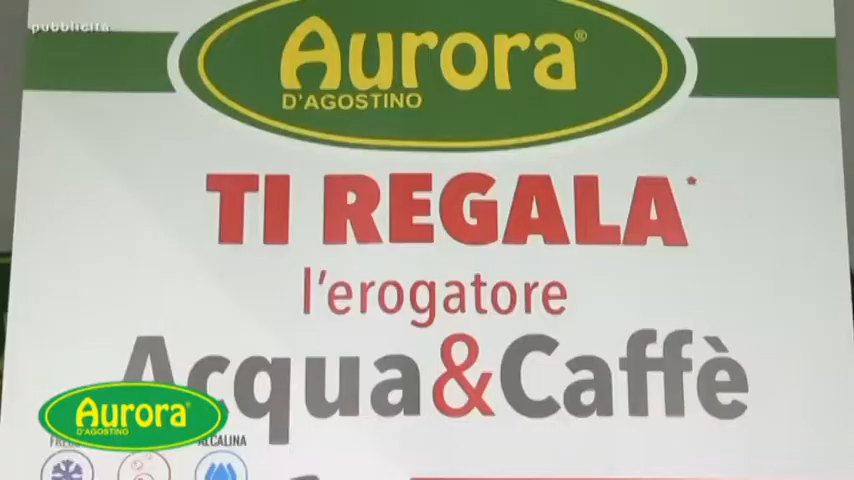 pubblicità
Aurora®
D'AGOSTINO
TI REGALA*
l'erogatore
Acqua&Caffè
Aurora®
D'AGOSTINO
ALCALINA